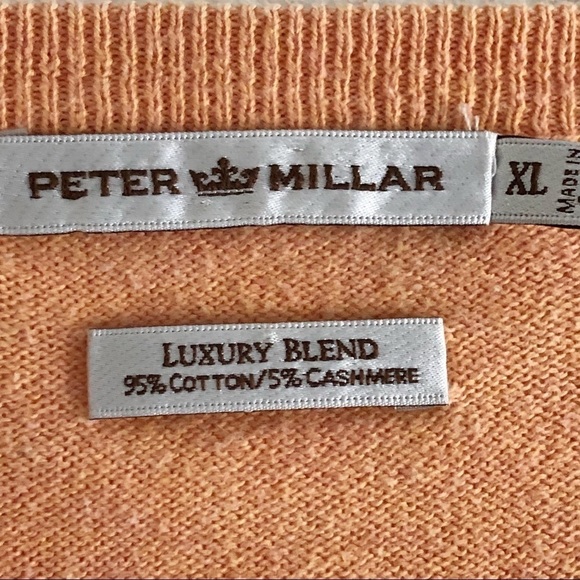 PETER MILLAR
XL
MADE IN
LUXURY BLEND
95% COTTON/5% CASHMERE